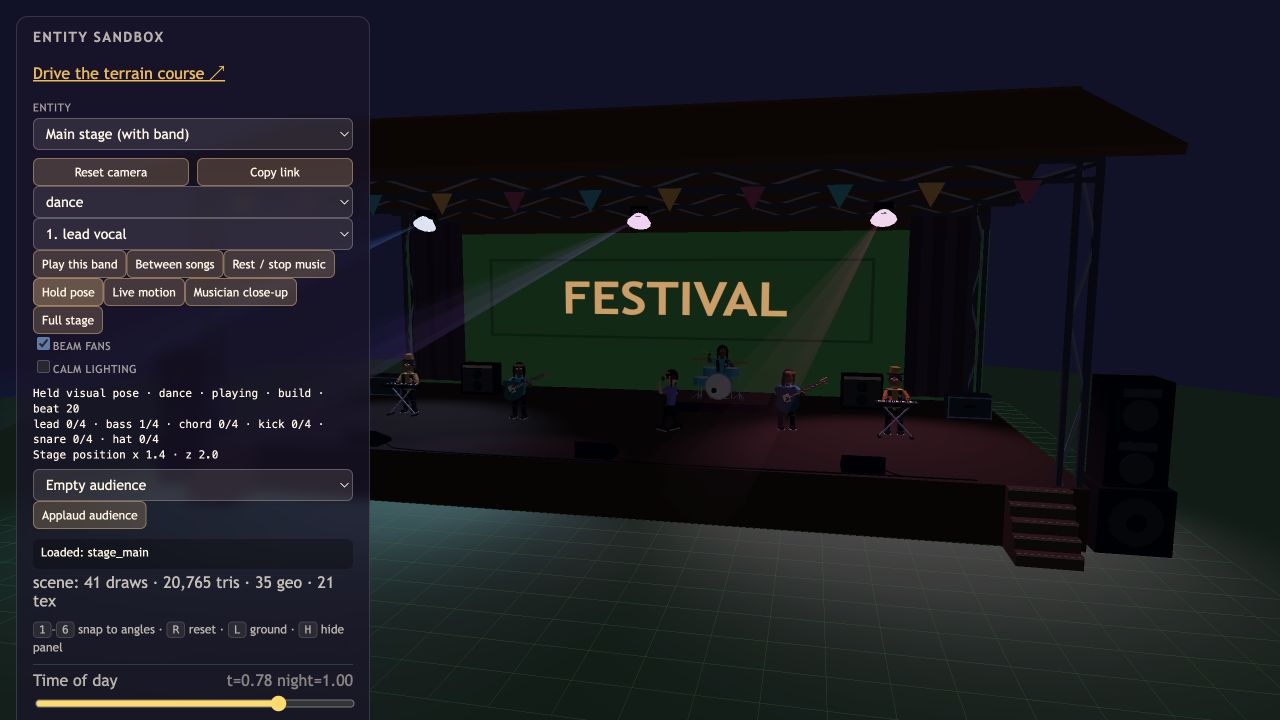 ENTITY SANDBOX
Drive the terrain course ↗
ENTITY
Main stage (with band)
Reset camera
Copy link
dance
1. lead vocal
Play this band
Between songs
Rest / stop music
Hold pose
Live motion
Musician close-up
Full stage
BEAM FANS
CALM LIGHTING
Held visual pose · dance · playing · build ·
beat 20
lead 0/4 · bass 1/4 · chord 0/4 · kick 0/4 ·
snare 0/4 · hat 0/4
Stage position x 1.4 · z 2.0
Empty audience
Applaud audience
Loaded: stage_main
scene: 41 draws · 20,765 tris · 35 geo · 21
tex
1-6 snap to angles · R reset · L ground · H hide
panel
Time of day t=0.78 night=1.00
FESTIVAL